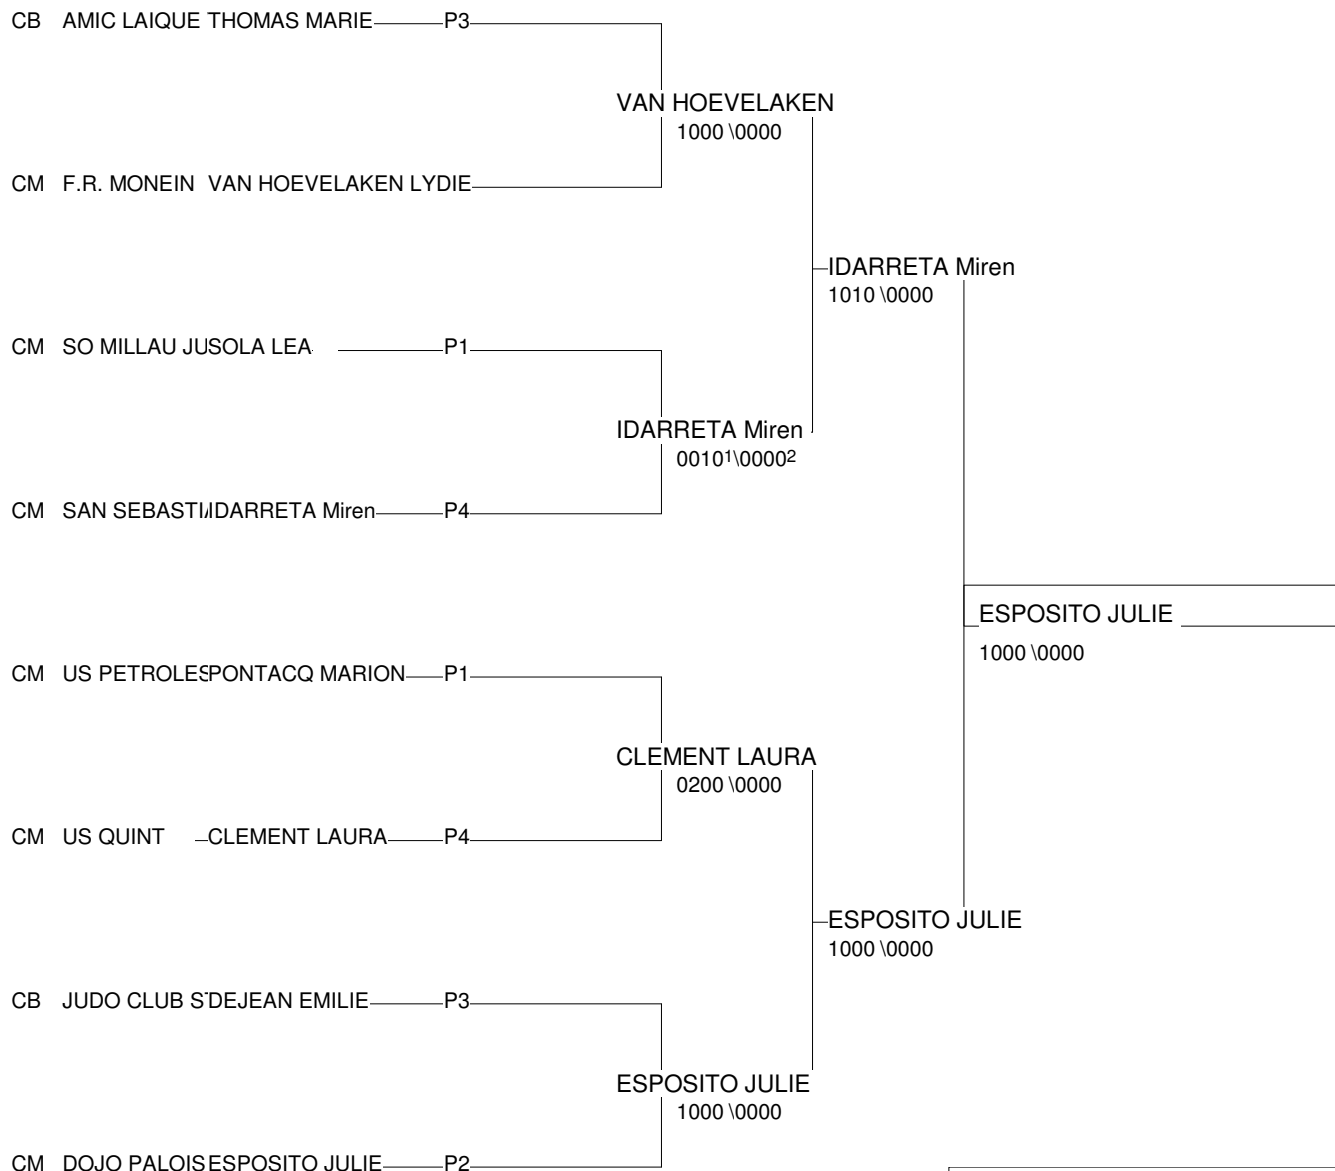 CB AMIC LAIQUE THOMAS MARIE P3
VAN HOEVELAKEN
1000 \0000
CM F.R. MONEIN VAN HOEVELAKEN LYDIE
IDARRETA Miren
1010 \0000
CM SO MILLAU JUSOLA LEA P1
IDARRETA Miren
0010¹\0000²
CM SAN SEBASTI IDARRETA Miren P4
ESPOSITO JULIE
1000 \0000
CM US PETROLES PONTACQ MARION P1
CLEMENT LAURA
0200 \0000
CM US QUINT CLEMENT LAURA P4
ESPOSITO JULIE
1000 \0000
CB JUDO CLUB S DEJEAN EMILIE P3
ESPOSITO JULIE
1000 \0000
CM DOJO PALOIS ESPOSITO JULIE P2